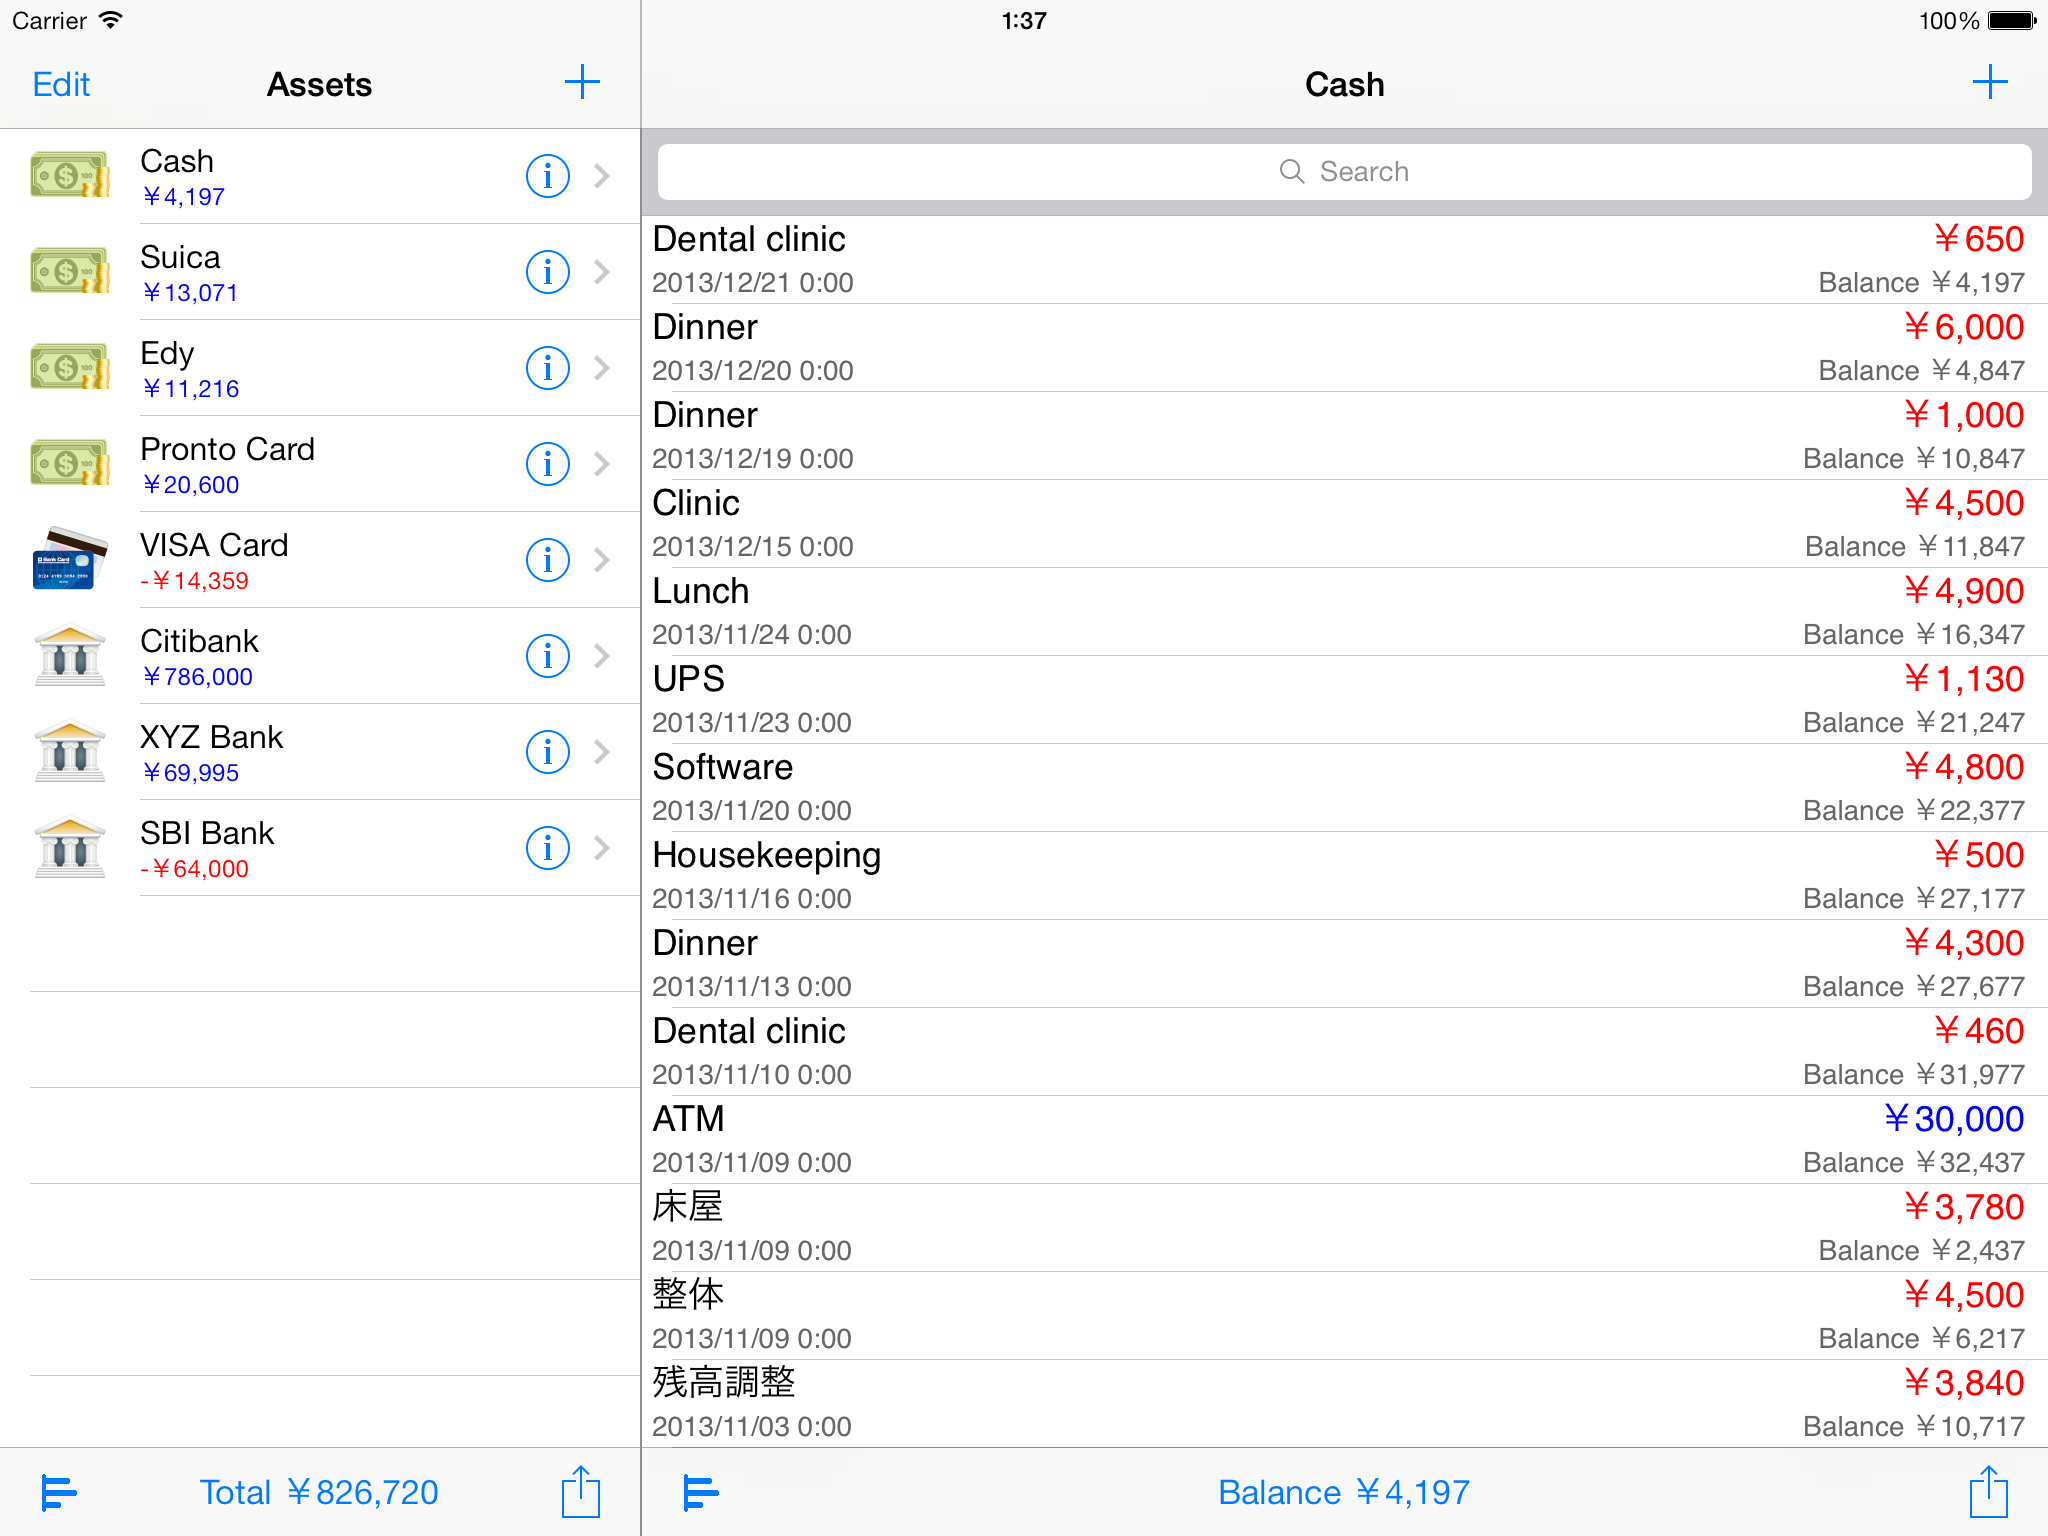 Carrier
1:37
100%
Edit
Assets
Cash
¥4,197
Suica
¥13,071
Edy
¥11,216
Pronto Card
¥20,600
VISA Card
-¥14,359
Citibank
¥786,000
XYZ Bank
¥69,995
SBI Bank
-¥64,000
Total ¥826,720
Cash
Search
Dental clinic ¥650
2013/12/21 0:00 Balance ¥4,197
Dinner ¥6,000
2013/12/20 0:00 Balance ¥4,847
Dinner ¥1,000
2013/12/19 0:00 Balance ¥10,847
Clinic ¥4,500
2013/12/15 0:00 Balance ¥11,847
Lunch ¥4,900
2013/11/24 0:00 Balance ¥16,347
UPS ¥1,130
2013/11/23 0:00 Balance ¥21,247
Software ¥4,800
2013/11/20 0:00 Balance ¥22,377
Housekeeping ¥500
2013/11/16 0:00 Balance ¥27,177
Dinner ¥4,300
2013/11/13 0:00 Balance ¥27,677
Dental clinic ¥460
2013/11/10 0:00 Balance ¥31,977
ATM ¥30,000
2013/11/09 0:00 Balance ¥32,437
床屋 ¥3,780
2013/11/09 0:00 Balance ¥2,437
整体 ¥4,500
2013/11/09 0:00 Balance ¥6,217
残高調整 ¥3,840
2013/11/03 0:00 Balance ¥10,717
Balance ¥4,197